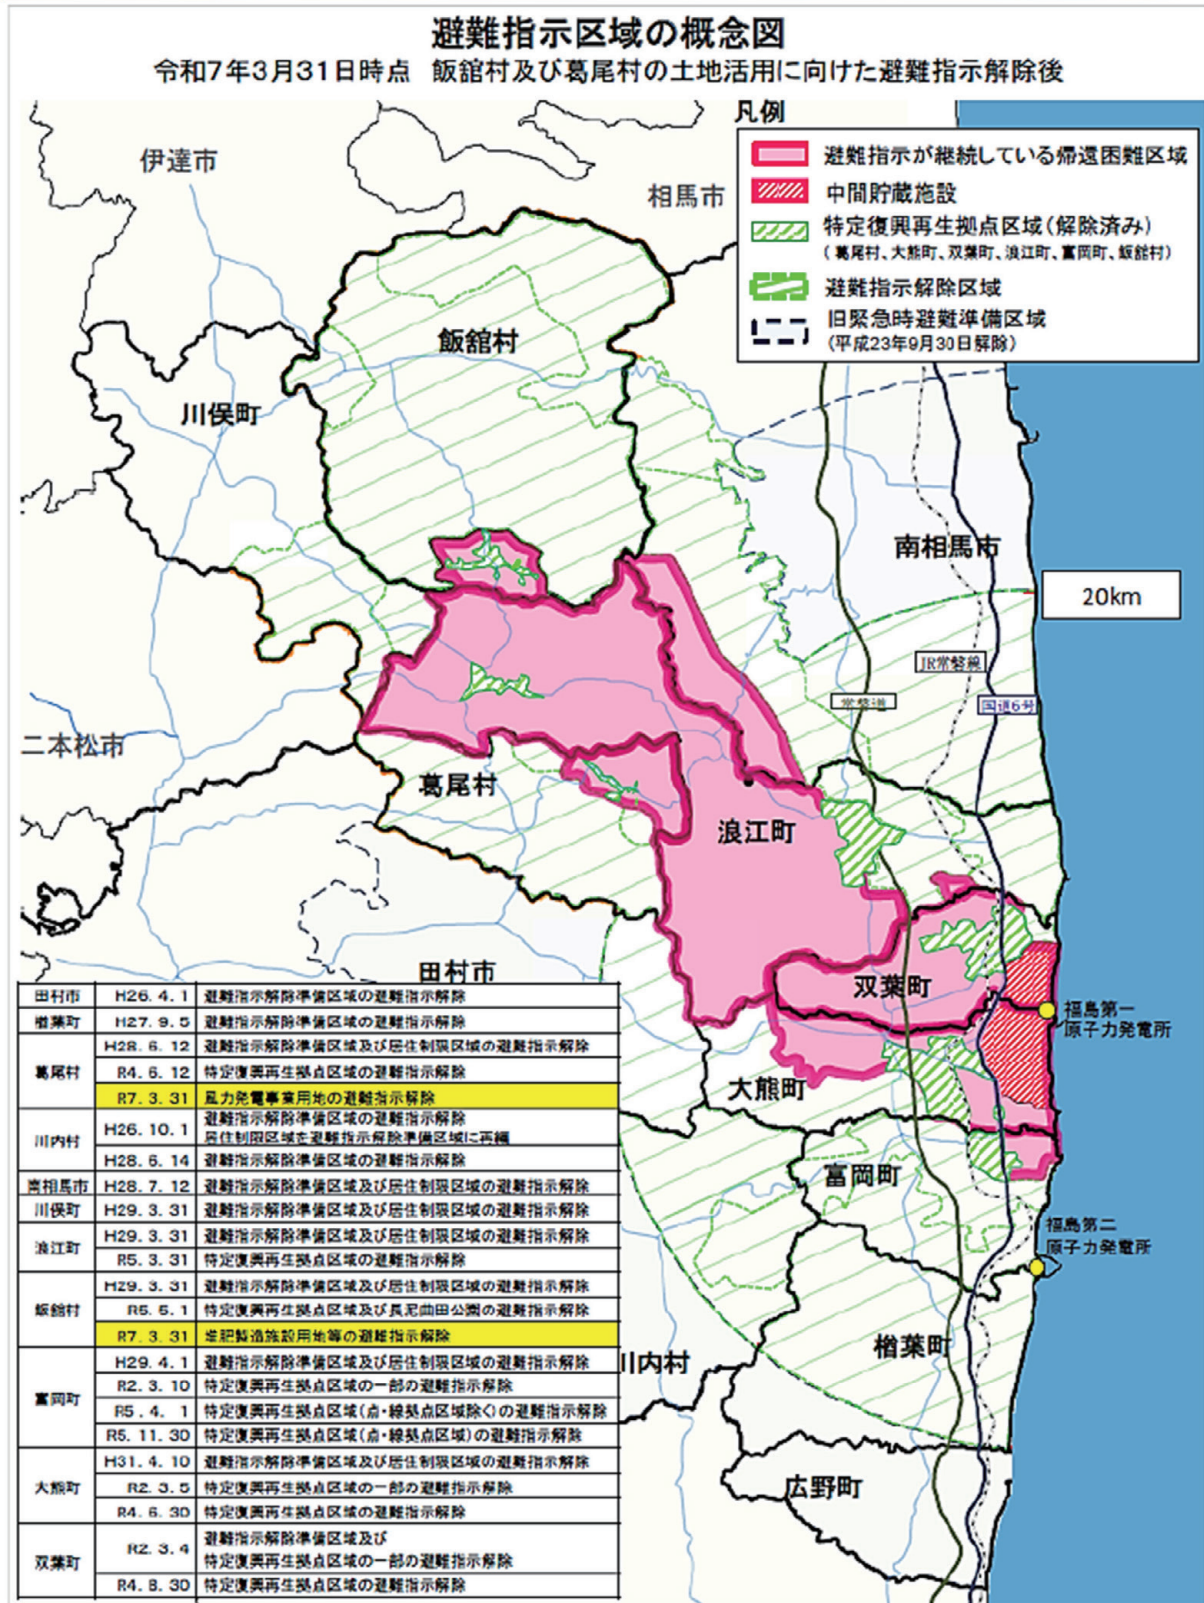 避難指示区域の概念図
令和7年3月31日時点 飯舘村及び葛尾村の土地活用に向けた避難指示解除後
凡例
避難指示が継続している帰還困難区域
中間貯蔵施設
特定復興再生拠点区域(解除済み)
(葛尾村、大熊町、双葉町、浪江町、富岡町、飯舘村)
避難指示解除区域
旧緊急時避難準備区域
(平成23年9月30日解除)
伊達市
相馬市
飯舘村
川俣町
南相馬市
20km
JR常磐線
常磐道
国道6号
二本松市
葛尾村
浪江町
田村市
双葉町
福島第一
原子力発電所
大熊町
富岡町
福島第二
原子力発電所
楢葉町
川内村
広野町
田村市 H26.4.1 避難指示解除準備区域の避難指示解除
楢葉町 H27.9.5 避難指示解除準備区域の避難指示解除
葛尾村 H28.6.12 避難指示解除準備区域及び居住制限区域の避難指示解除
R4.6.12 特定復興再生拠点区域の避難指示解除
R7.3.31 風力発電事業用地の避難指示解除
川内村 H26.10.1 避難指示解除準備区域の避難指示解除
居住制限区域を避難指示解除準備区域に再編
H28.6.14 避難指示解除準備区域の避難指示解除
南相馬市 H28.7.12 避難指示解除準備区域及び居住制限区域の避難指示解除
川俣町 H29.3.31 避難指示解除準備区域及び居住制限区域の避難指示解除
浪江町 H29.3.31 避難指示解除準備区域及び居住制限区域の避難指示解除
R5.3.31 特定復興再生拠点区域の避難指示解除
飯舘村 H29.3.31 避難指示解除準備区域及び居住制限区域の避難指示解除
R5.5.1 特定復興再生拠点区域及び長泥曲田公園の避難指示解除
R7.3.31 堆肥製造施設用地等の避難指示解除
富岡町 H29.4.1 避難指示解除準備区域及び居住制限区域の避難指示解除
R2.3.10 特定復興再生拠点区域の一部の避難指示解除
R5.4.1 特定復興再生拠点区域(点・線拠点区域除く)の避難指示解除
R5.11.30 特定復興再生拠点区域(点・線拠点区域)の避難指示解除
大熊町 H31.4.10 避難指示解除準備区域及び居住制限区域の避難指示解除
R2.3.5 特定復興再生拠点区域の一部の避難指示解除
R4.6.30 特定復興再生拠点区域の避難指示解除
双葉町 R2.3.4 避難指示解除準備区域及び
特定復興再生拠点区域の一部の避難指示解除
R4.8.30 特定復興再生拠点区域の避難指示解除